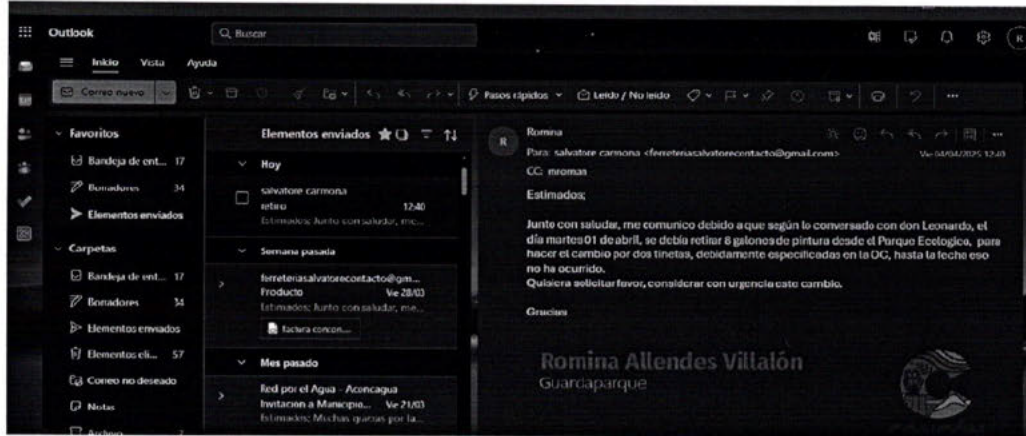 Outlook
Buscar
Inicio Vista Ayuda
Correo nuevo
Pasos rápidos
Leído / No leído
Favoritos
Bandeja de ent... 17
Borradores 34
Elementos enviados
Carpetas
Bandeja de ent... 17
Borradores 34
Elementos enviados
Elementos eli... 57
Correo no deseado
Notas
Archivo 2
Elementos enviados
Hoy
salvatore carmona
retiro 12:40
Estimados; Junto con saludar, me...
Semana pasada
ferreteriasalvatorecontacto@gm...
Producto Vie 28/03
Estimados; Junto con saludar, me...
factura concon....
Mes pasado
Red por el Agua - Aconcagua
Invitacion a Municipio... Vie 21/03
Estimados; Muchas gracias por la...
R
R
Romina
Para: salvatore carmona <ferreteriasalvatorecontacto@gmail.com>
Vie 04/04/2025 12:40
CC: mroman
Estimados;
Junto con saludar, me comunico debido a que según lo conversado con don Leonardo, el
día martes 01 de abril, se debía retirar 8 galones de pintura desde el Parque Ecologico, para
hacer el cambio por dos tinetas, debidamente especificadas en la OC, hasta la fecha eso
no ha ocurrido.
Quisiera solicitar favor, considerar con urgencia este cambio.
Gracias
Romina Allendes Villalón
Guardaparque